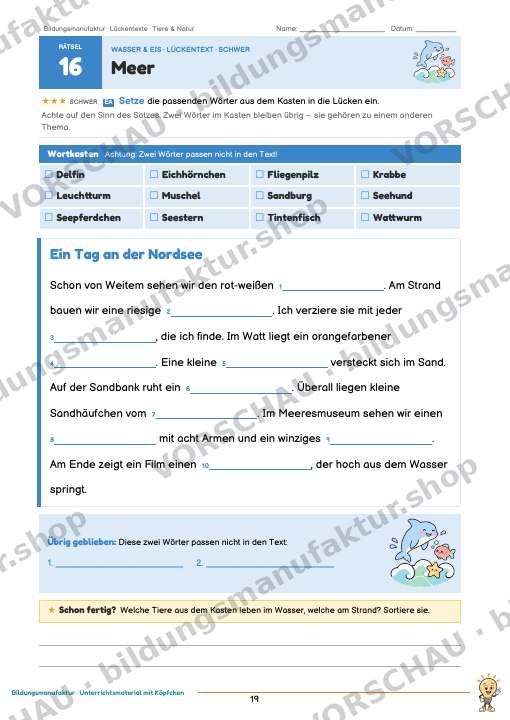 Bildungsmanufaktur · Lückentexte · Tiere & Natur Name: Datum:
RÄTSEL
16
WASSER & EIS · LÜCKENTEXT · SCHWER
Meer
★★★ SCHWER EA Setze die passenden Wörter aus dem Kasten in die Lücken ein.
Achte auf den Sinn des Satzes. Zwei Wörter im Kasten bleiben übrig – sie gehören zu einem anderen
Thema.
Wortkasten Achtung: Zwei Wörter passen nicht in den Text!
☐ Delfin ☐ Eichhörnchen ☐ Fliegenpilz ☐ Krabbe
☐ Leuchtturm ☐ Muschel ☐ Sandburg ☐ Seehund
☐ Seepferdchen ☐ Seestern ☐ Tintenfisch ☐ Wattwurm
Ein Tag an der Nordsee
Schon von Weitem sehen wir den rot-weißen 1 . Am Strand
bauen wir eine riesige 2 . Ich verziere sie mit jeder
3 , die ich finde. Im Watt liegt ein orangefarbener
4 . Eine kleine 5 versteckt sich im Sand.
Auf der Sandbank ruht ein 6 . Überall liegen kleine
Sandhäufchen vom 7 . Im Meeresmuseum sehen wir einen
8 mit acht Armen und ein winziges 9 .
Am Ende zeigt ein Film einen 10 , der hoch aus dem Wasser
springt.
Übrig geblieben: Diese zwei Wörter passen nicht in den Text:
1. 2.
★ Schon fertig? Welche Tiere aus dem Kasten leben im Wasser, welche am Strand? Sortiere sie.
Bildungsmanufaktur · Unterrichtsmaterial mit Köpfchen
19
VORSCHAU · bildungsmanufaktur.shop